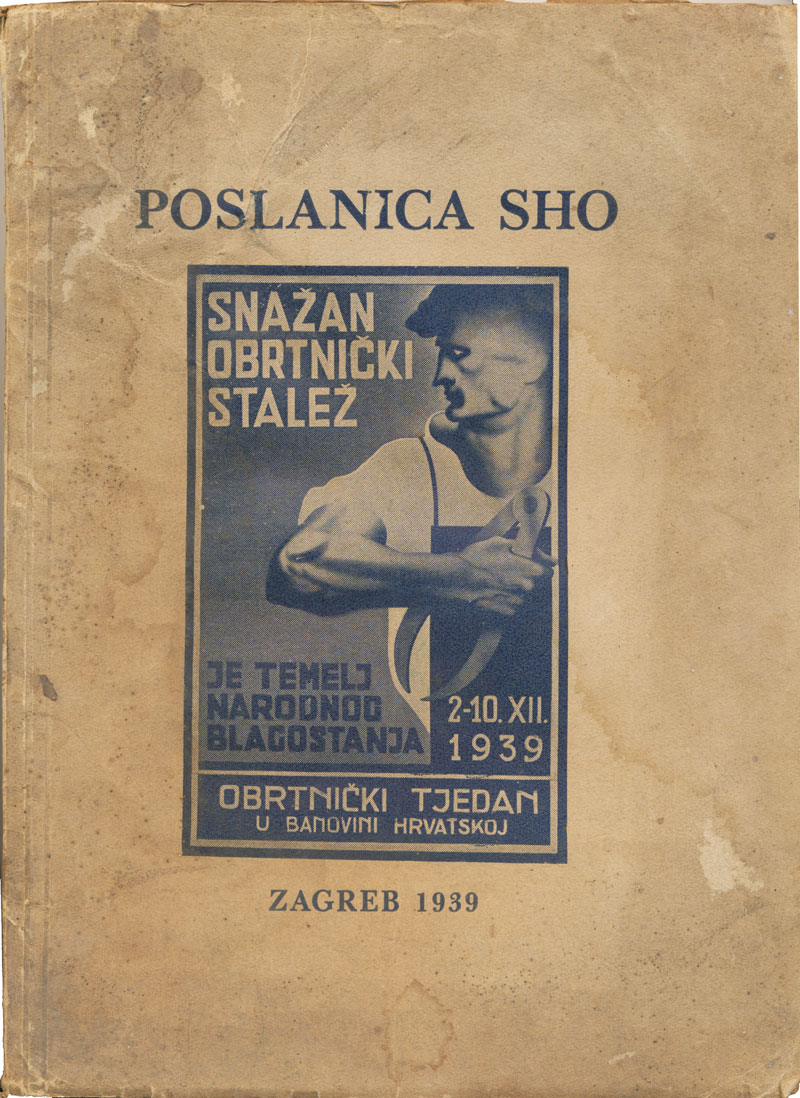 POSLANICA SHO
SNAŽAN
OBRTNIČKI
STALEŽ
JE TEMELJ
NARODNOG
BLAGOSTANJA
2-10. XII.
1939
OBRTNIČKI TJEDAN
U BANOVINI HRVATSKOJ
ZAGREB 1939